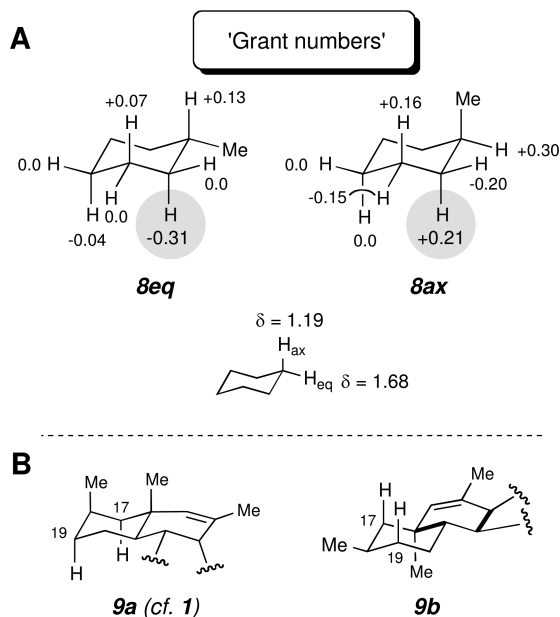 'Grant numbers'
A
H +0.13
+0.07
H
Me
0.0 H
H
0.0
H
0.0
H
-0.04
H
-0.31
8eq
Me
+0.16
H
H
+0.30
0.0 H
H
-0.20
-0.15
H
H
0.0
H
+0.21
8ax
δ = 1.19
Hax
Heq δ = 1.68
B
Me
Me
17
Me
19
H
H
9a (cf. 1)
Me
H
H
17
Me
19
Me
9b